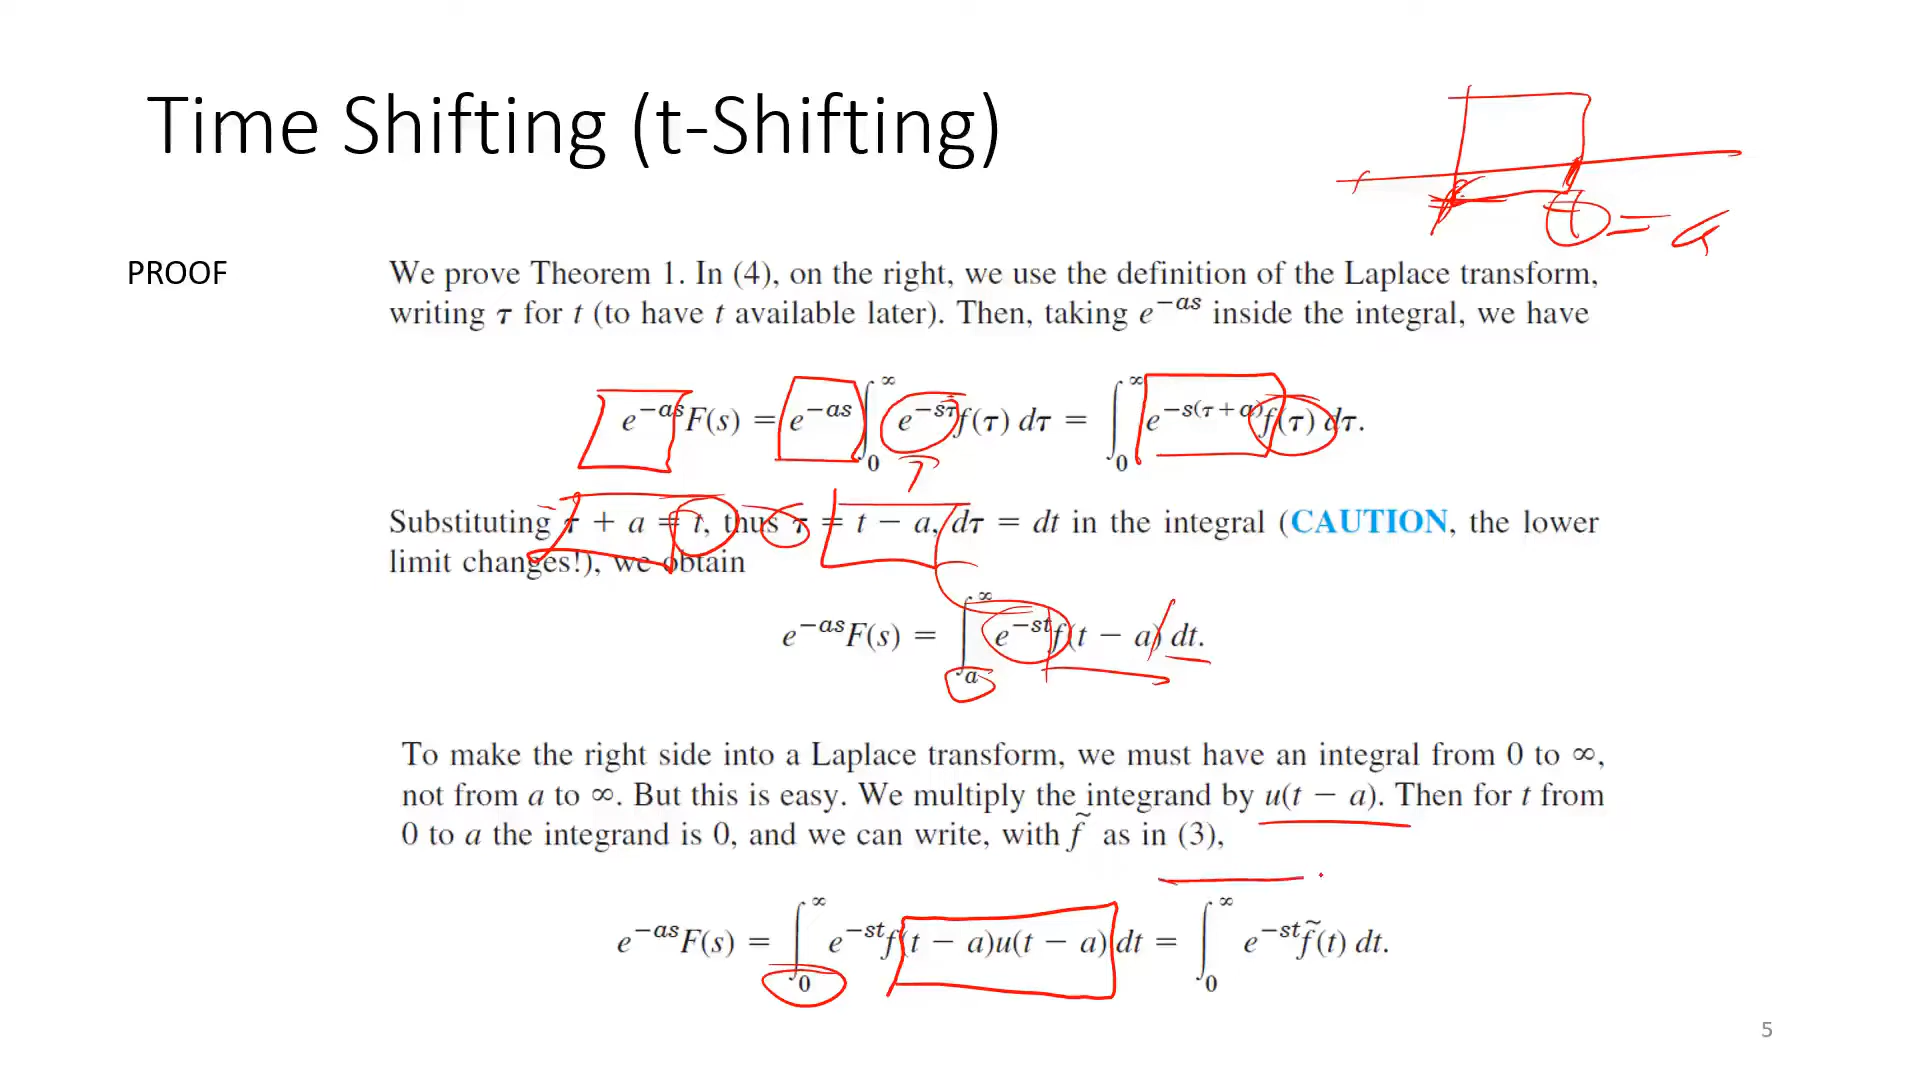 Time Shifting (t-Shifting)
= a
PROOF
We prove Theorem 1. In (4), on the right, we use the definition of the Laplace transform,
writing τ for t (to have t available later). Then, taking e^{−as} inside the integral, we have
e^{−as}F(s) = e^{−as} ∫_0^∞ e^{−sτ}f(τ) dτ = ∫_0^∞ e^{−s(τ+a)}f(τ) dτ.
Substituting τ + a = t, thus τ = t − a, dτ = dt in the integral (CAUTION, the lower
limit changes!), we obtain
e^{−as}F(s) = ∫_a^∞ e^{−st}f(t − a) dt.
To make the right side into a Laplace transform, we must have an integral from 0 to ∞,
not from a to ∞. But this is easy. We multiply the integrand by u(t − a). Then for t from
0 to a the integrand is 0, and we can write, with f̃ as in (3),
e^{−as}F(s) = ∫_0^∞ e^{−st}f(t − a)u(t − a) dt = ∫_0^∞ e^{−st}f̃(t) dt.
5